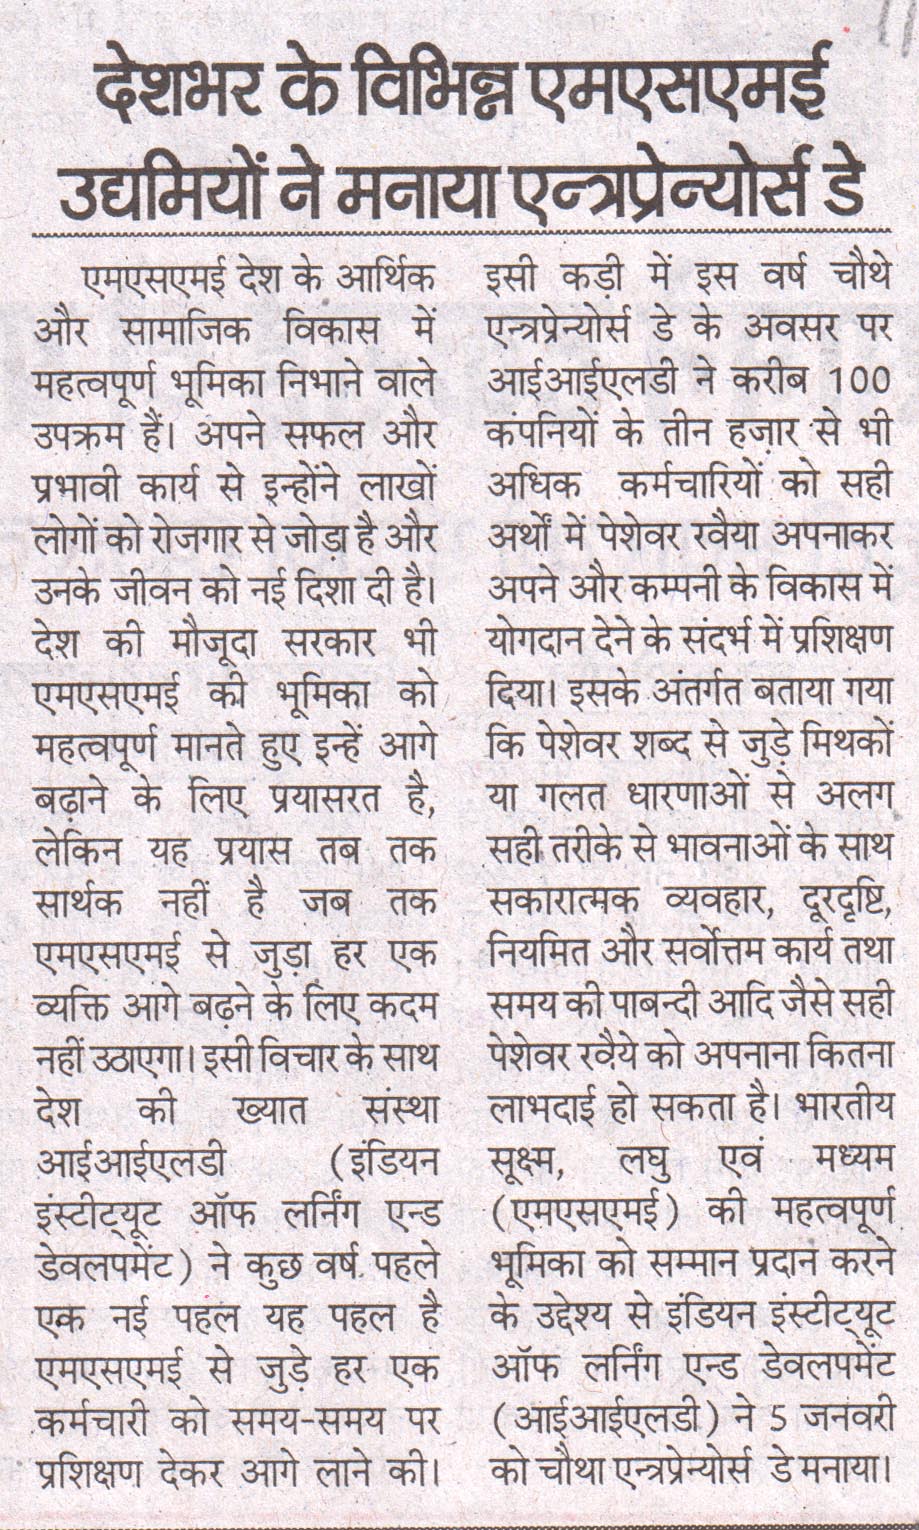 देशभर के विभिन्न एमएसएमई
उद्यमियों ने मनाया एन्त्रप्रेन्योर्स डे
एमएसएमई देश के आर्थिक
और सामाजिक विकास में
महत्वपूर्ण भूमिका निभाने वाले
उपक्रम हैं। अपने सफल और
प्रभावी कार्य से इन्होंने लाखों
लोगों को रोजगार से जोड़ा है और
उनके जीवन को नई दिशा दी है।
देश की मौजूदा सरकार भी
एमएसएमई की भूमिका को
महत्वपूर्ण मानते हुए इन्हें आगे
बढ़ाने के लिए प्रयासरत है,
लेकिन यह प्रयास तब तक
सार्थक नहीं है जब तक
एमएसएमई से जुड़ा हर एक
व्यक्ति आगे बढ़ने के लिए कदम
नहीं उठाएगा। इसी विचार के साथ
देश की ख्यात संस्था
आईआईएलडी (इंडियन
इंस्टीट्यूट ऑफ लर्निंग एन्ड
डेवलपमेंट) ने कुछ वर्ष पहले
एक नई पहल यह पहल है
एमएसएमई से जुड़े हर एक
कर्मचारी को समय-समय पर
प्रशिक्षण देकर आगे लाने की।
इसी कडी में इस वर्ष चौथे
एन्त्रप्रेन्योर्स डे के अवसर पर
आईआईएलडी ने करीब 100
कंपनियों के तीन हज़ार से भी
अधिक कर्मचारियों को सही
अर्थों में पेशेवर रवैया अपनाकर
अपने और कम्पनी के विकास में
योगदान देने के संदर्भ में प्रशिक्षण
दिया। इसके अंतर्गत बताया गया
कि पेशेवर शब्द से जुड़े मिथकों
या गलत धारणाओं से अलग
सही तरीके से भावनाओं के साथ
सकारात्मक व्यवहार, दूरदृष्टि,
नियमित और सर्वोत्तम कार्य तथा
समय की पाबन्दी आदि जैसे सही
पेशेवर रवैये को अपनाना कितना
लाभदाई हो सकता है। भारतीय
सूक्ष्म, लघु एवं मध्यम
(एमएसएमई) की महत्वपूर्ण
भूमिका को सम्मान प्रदान करने
के उद्देश्य से इंडियन इंस्टीट्यूट
ऑफ लर्निंग एन्ड डेवलपमेंट
(आईआईएलडी) ने 5 जनवरी
को चौथा एन्त्रप्रेन्योर्स डे मनाया।